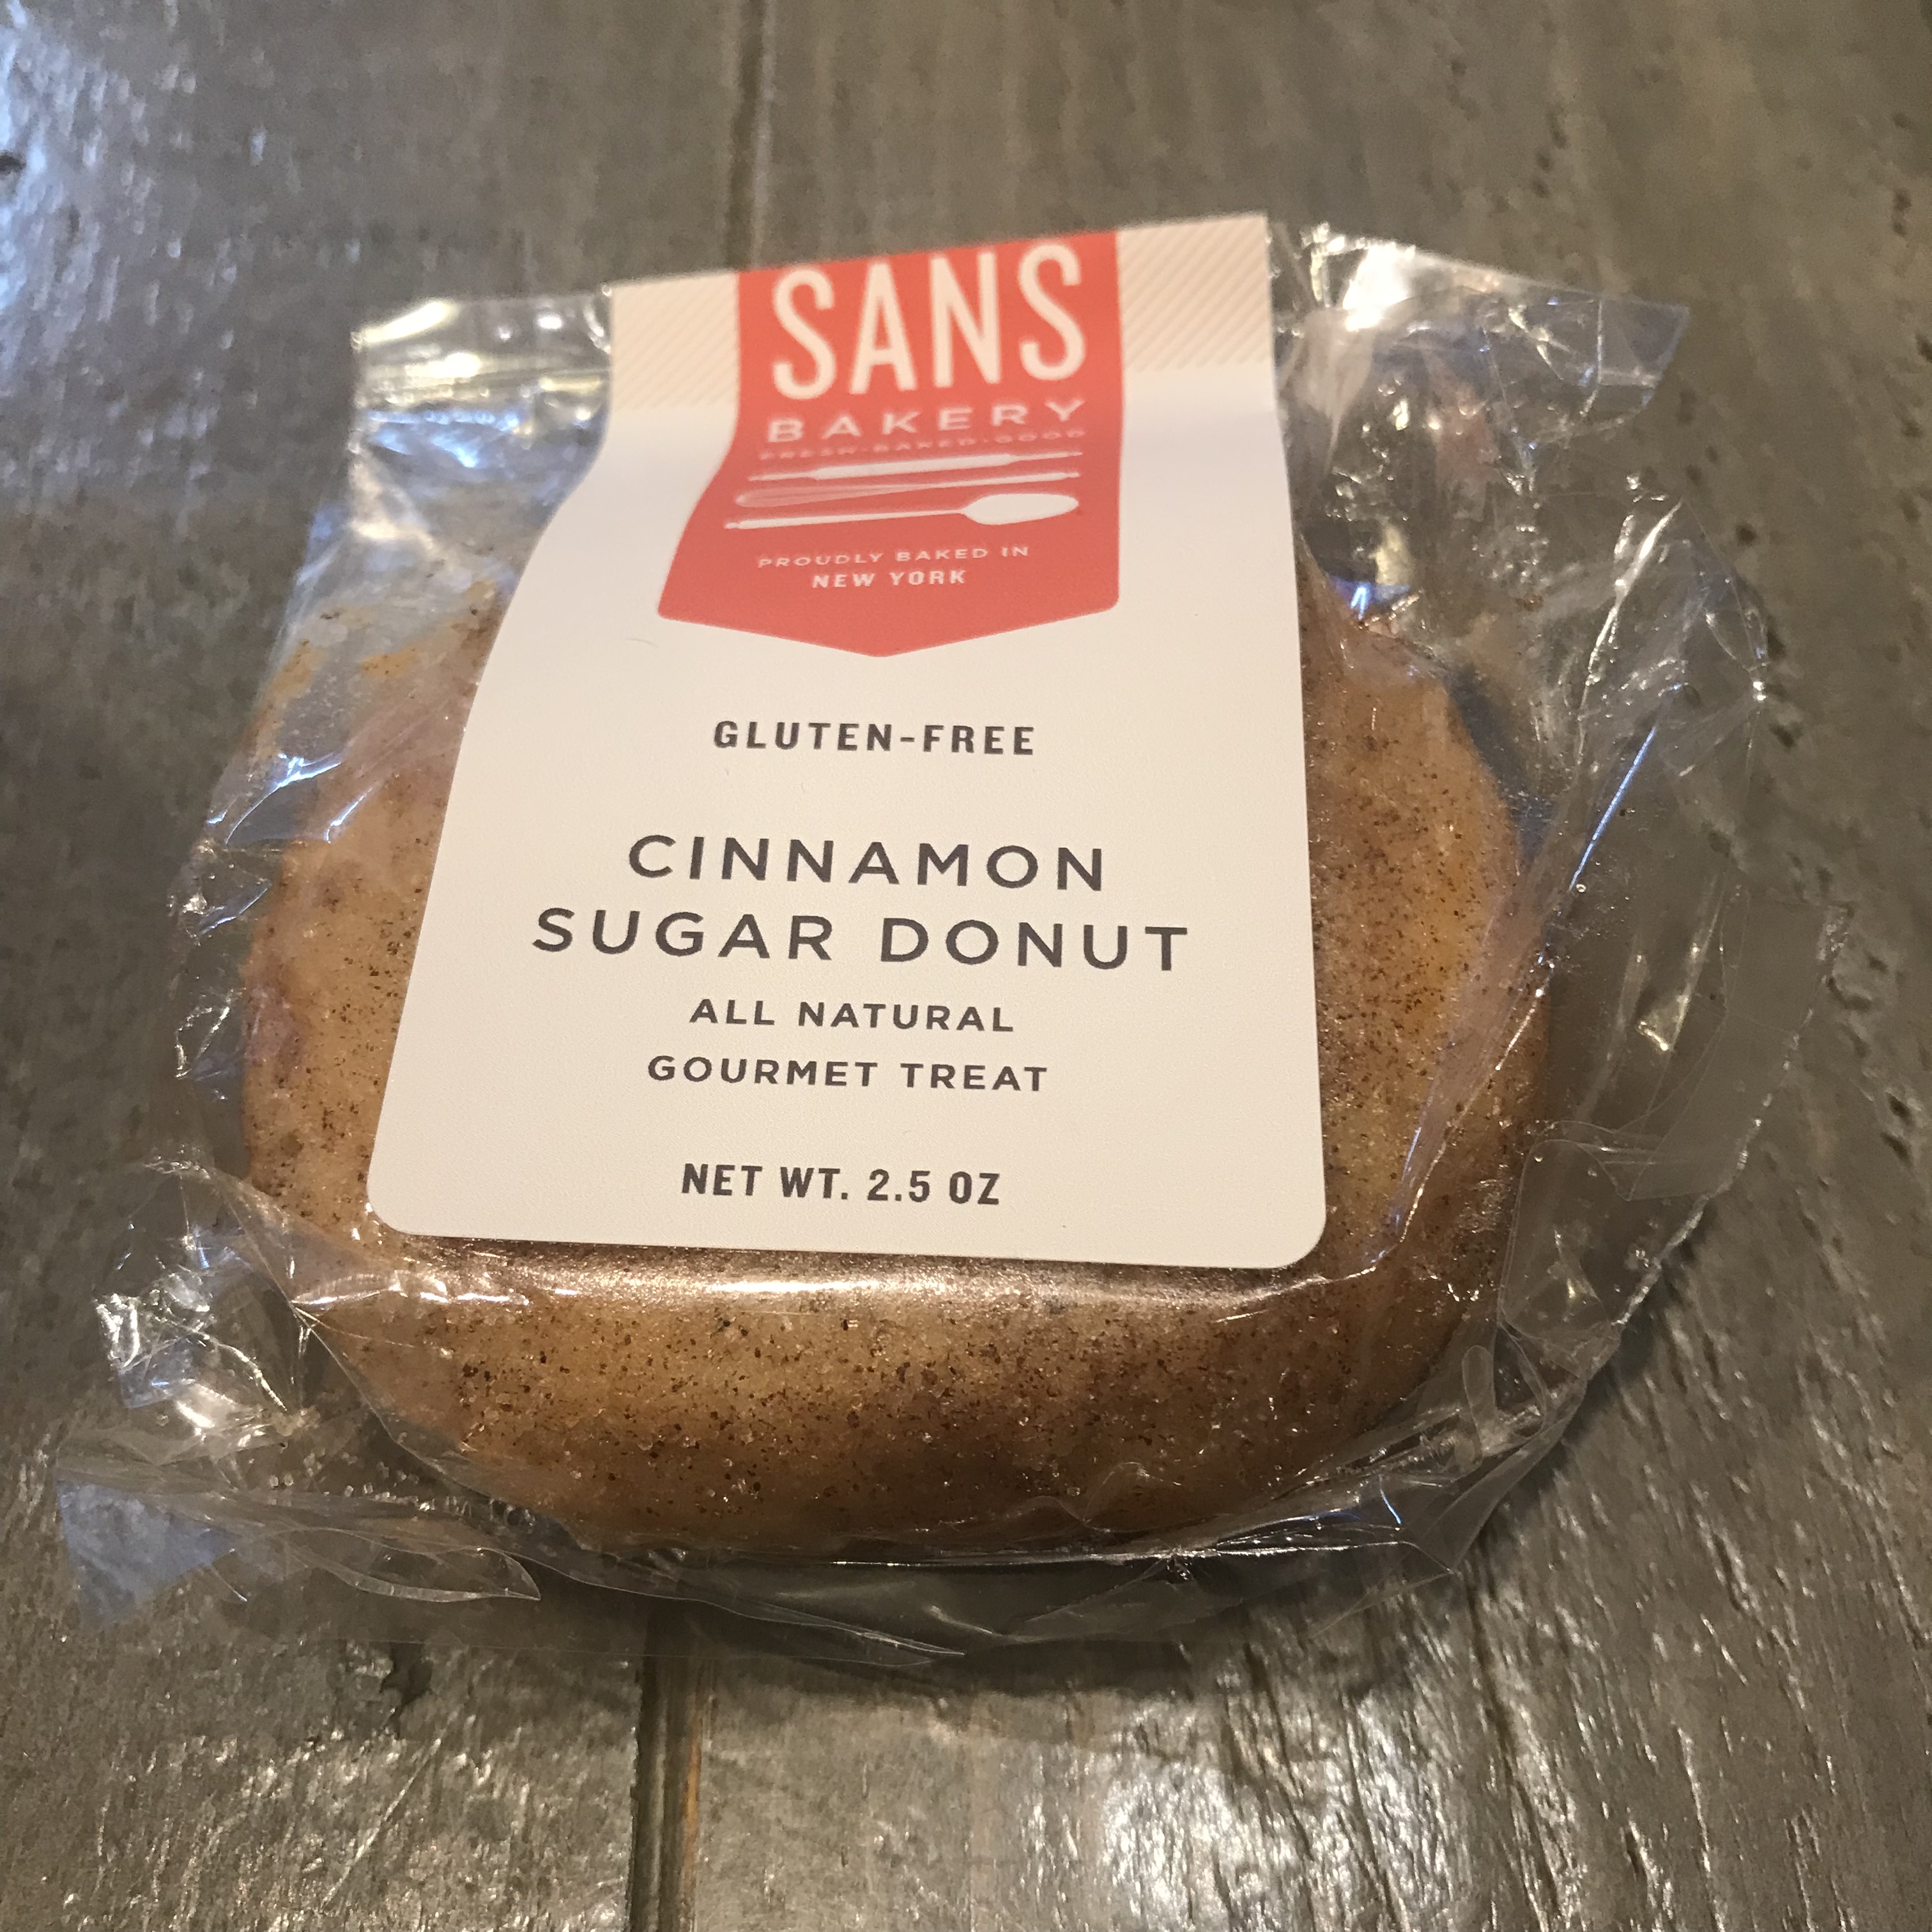 SANS
BAKERY
FRESH·BAKED·GOOD
PROUDLY BAKED IN
NEW YORK
GLUTEN-FREE
CINNAMON
SUGAR DONUT
ALL NATURAL
GOURMET TREAT
NET WT. 2.5 OZ